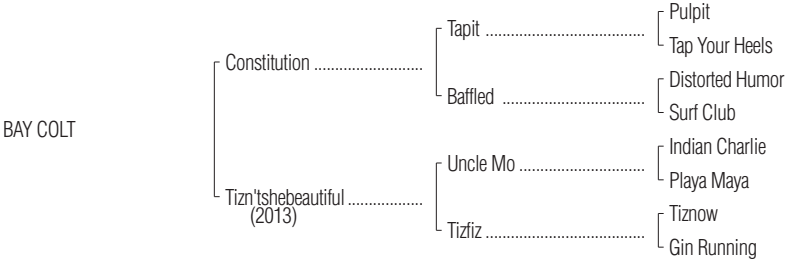 Pulpit
Tapit ......................................
Tap Your Heels
Constitution ..........................
Distorted Humor
Baffled ..................................
Surf Club
BAY COLT
Indian Charlie
Uncle Mo ..............................
Playa Maya
Tizn'tshebeautiful ..................
(2013)
Tiznow
Tizfiz ......................................
Gin Running